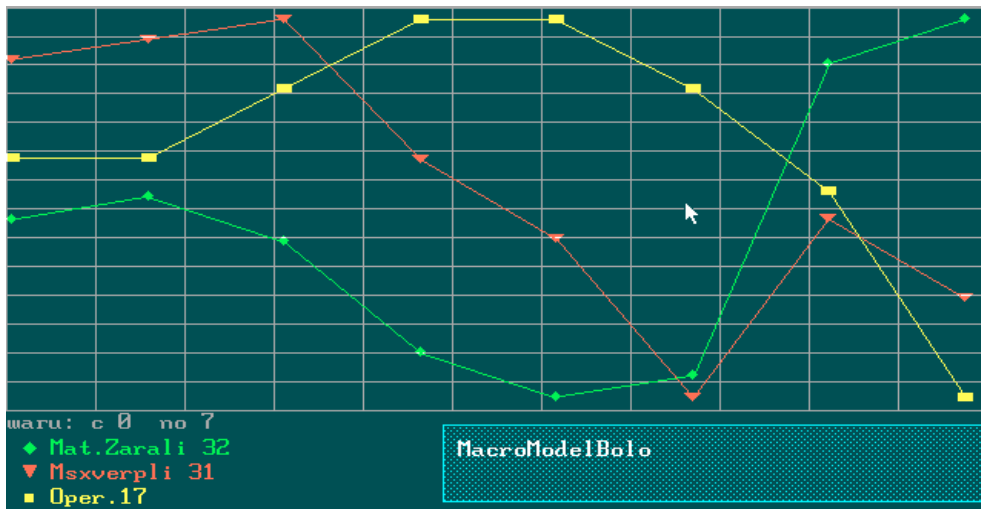 waru: c 0 no 7
Mat.Zarali 32
Msxverpli 31
Oper.17
MacroModelBolo